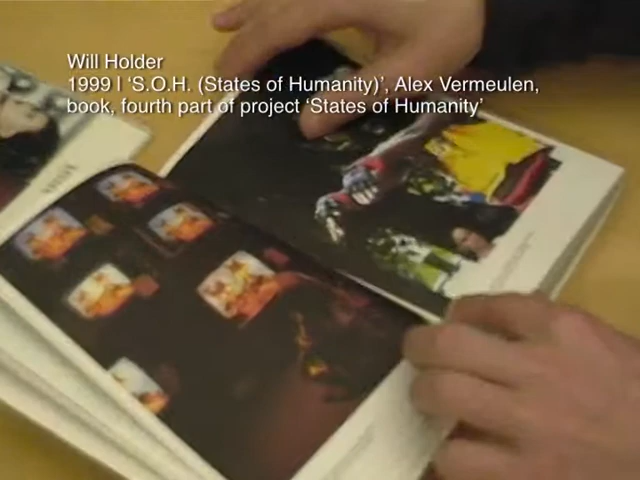 Will Holder
1999 | ‘S.O.H. (States of Humanity)’, Alex Vermeulen,
book, fourth part of project ‘States of Humanity’